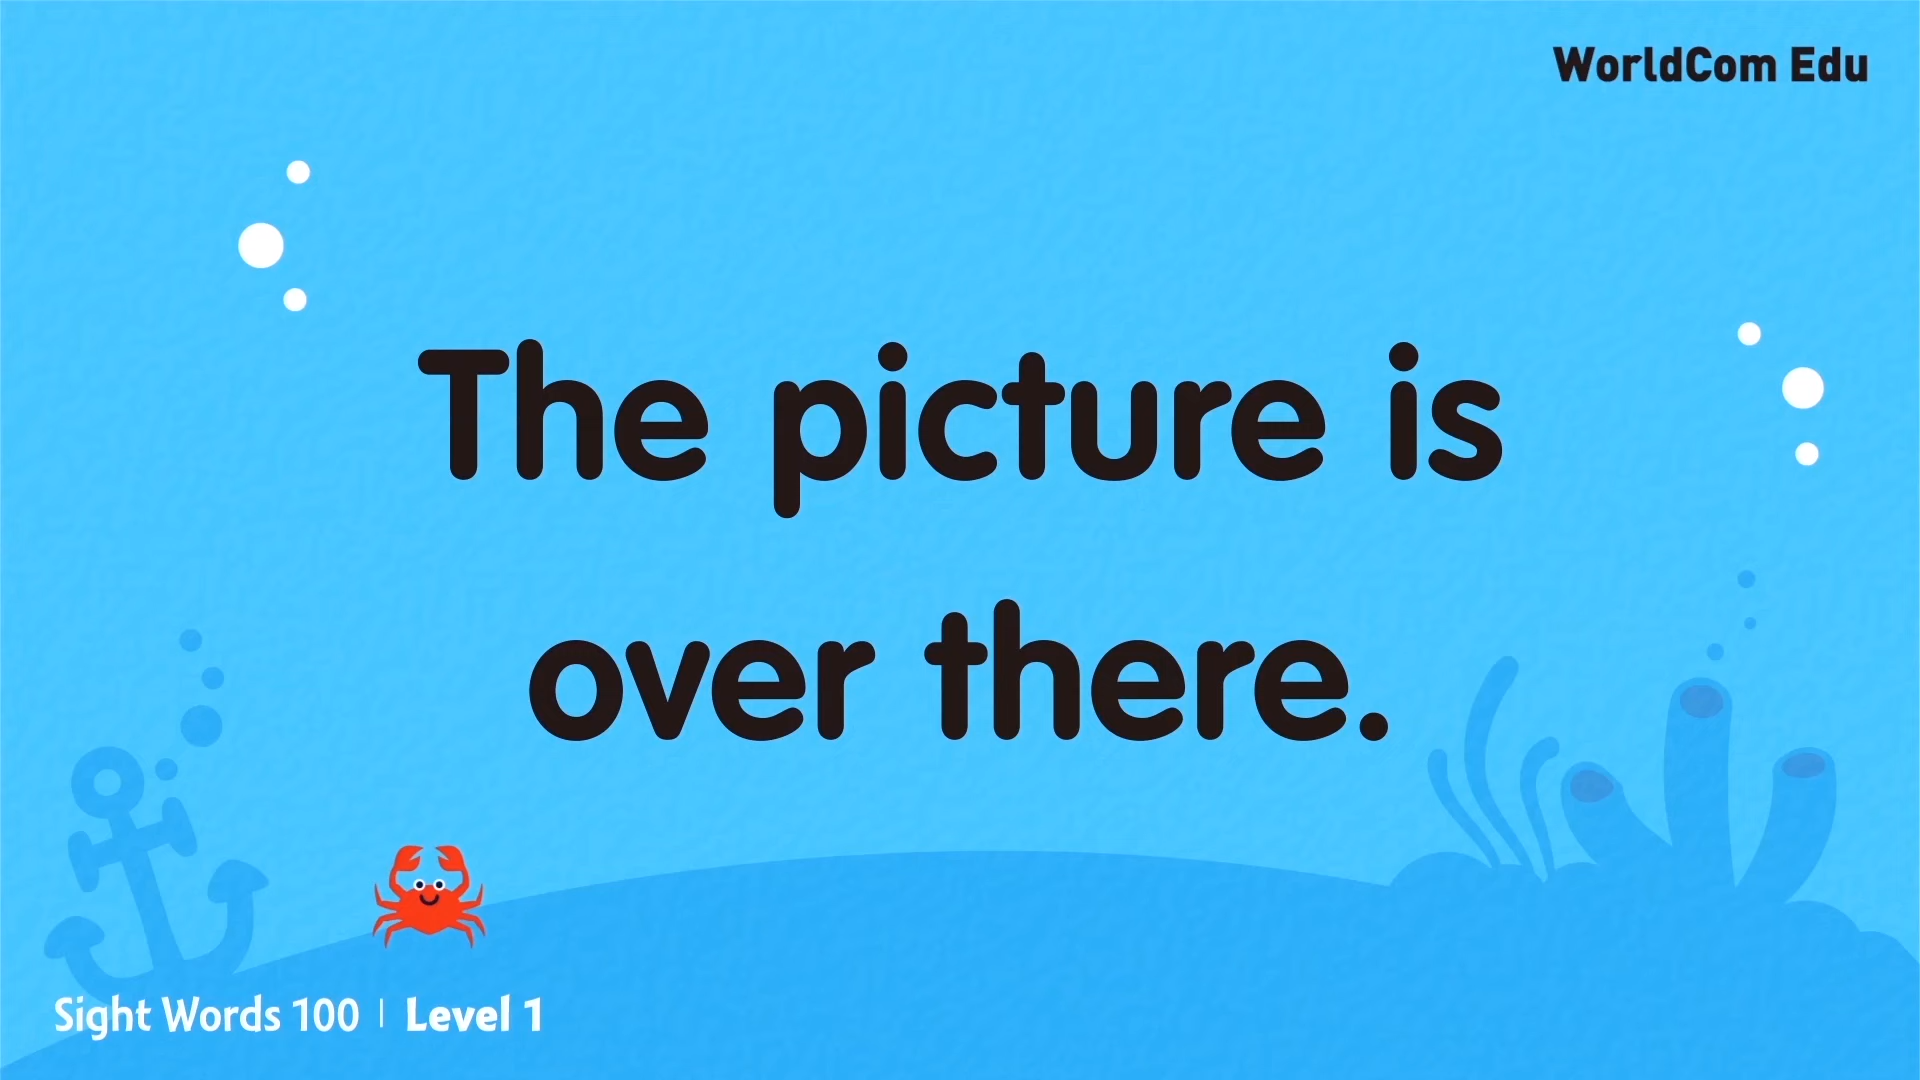 WorldCom Edu
The picture is
over there.
Sight Words 100 | Level 1